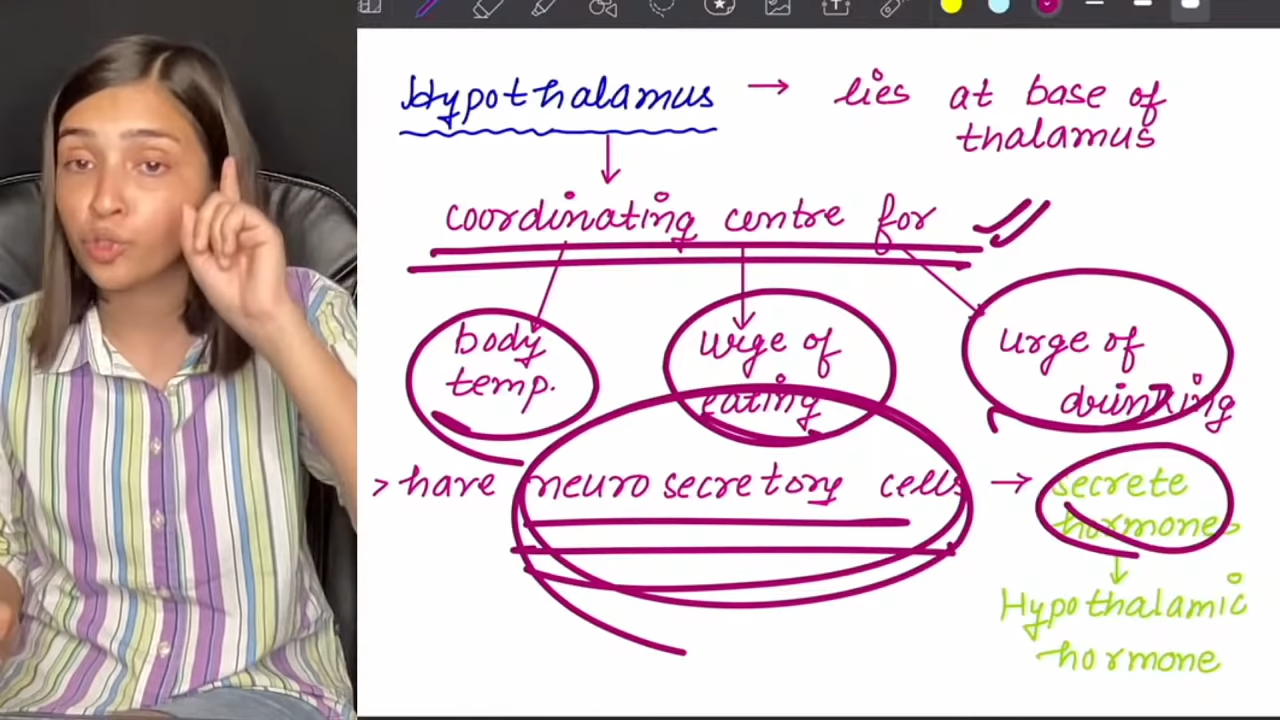 Hypothalamus → lies at base of
thalamus
coordinating centre for
body
temp.
urge of
eating
urge of
drinking
> have neurosecretory cells → secrete
hormones
Hypothalamic
hormone